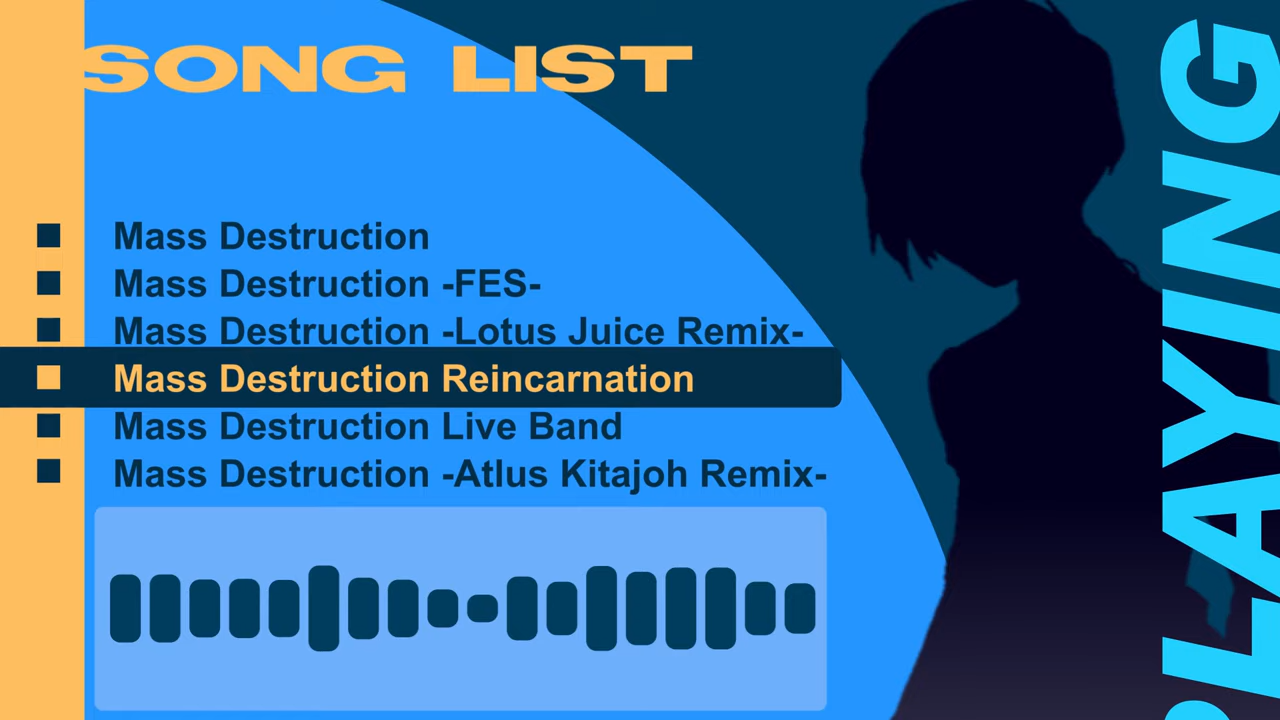 SONG LIST
Mass Destruction
Mass Destruction -FES-
Mass Destruction -Lotus Juice Remix-
Mass Destruction Reincarnation
Mass Destruction Live Band
Mass Destruction -Atlus Kitajoh Remix-
PLAYING